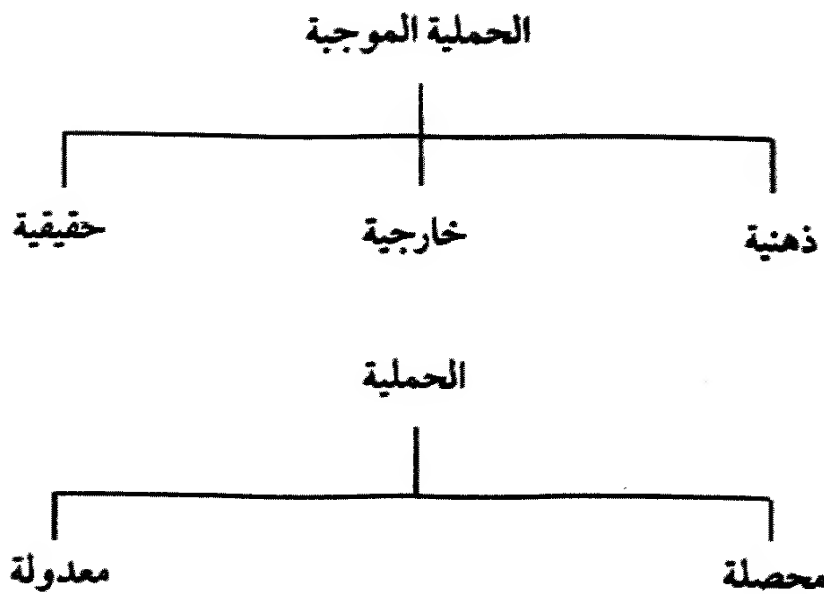 الحملية الموجبة
ذهنية خارجية حقيقية
الحملية
محصلة معدولة